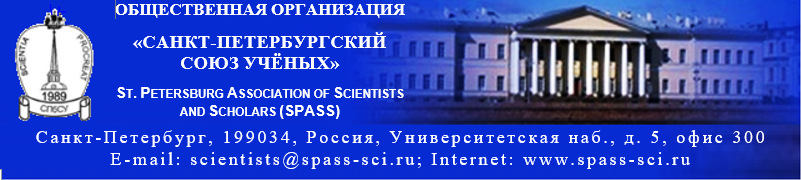 ОБЩЕСТВЕННАЯ ОРГАНИЗАЦИЯ
«САНКТ-ПЕТЕРБУРГСКИЙ
СОЮЗ УЧЁНЫХ»
ST. PETERSBURG ASSOCIATION OF SCIENTISTS
AND SCHOLARS (SPASS)
SCIENTIA PROCREAT
1989
СПбСУ
Санкт-Петербург, 199034, Россия, Университетская наб., д. 5, офис 300
E-mail: scientists@spass-sci.ru; Internet: www.spass-sci.ru